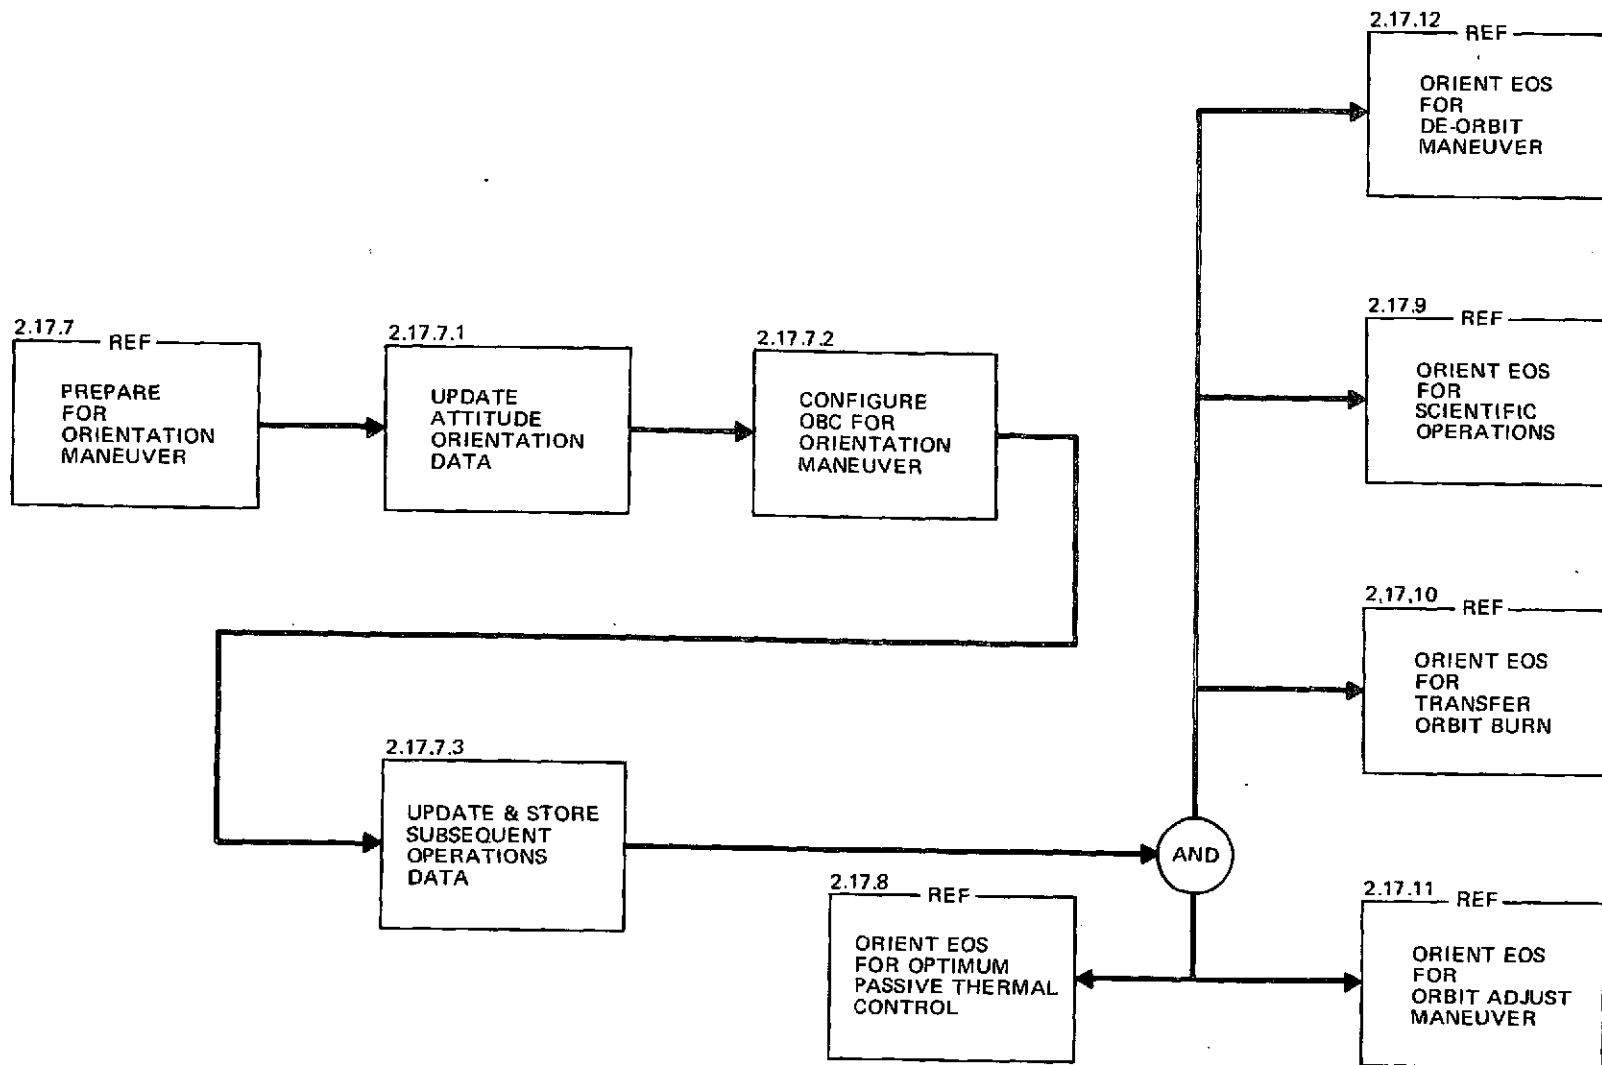 2.17.12
REF
ORIENT EOS
FOR
DE-ORBIT
MANEUVER
2.17.9
REF
ORIENT EOS
FOR
SCIENTIFIC
OPERATIONS
2.17.7
REF
PREPARE
FOR
ORIENTATION
MANEUVER
2.17.7.1
UPDATE
ATTITUDE
ORIENTATION
DATA
2.17.7.2
CONFIGURE
OBC FOR
ORIENTATION
MANEUVER
2,17,10
REF
ORIENT EOS
FOR
TRANSFER
ORBIT BURN
2.17.7.3
UPDATE & STORE
SUBSEQUENT
OPERATIONS
DATA
AND
2.17.8
REF
ORIENT EOS
FOR OPTIMUM
PASSIVE THERMAL
CONTROL
2.17.11
REF
ORIENT EOS
FOR
ORBIT ADJUST
MANEUVER